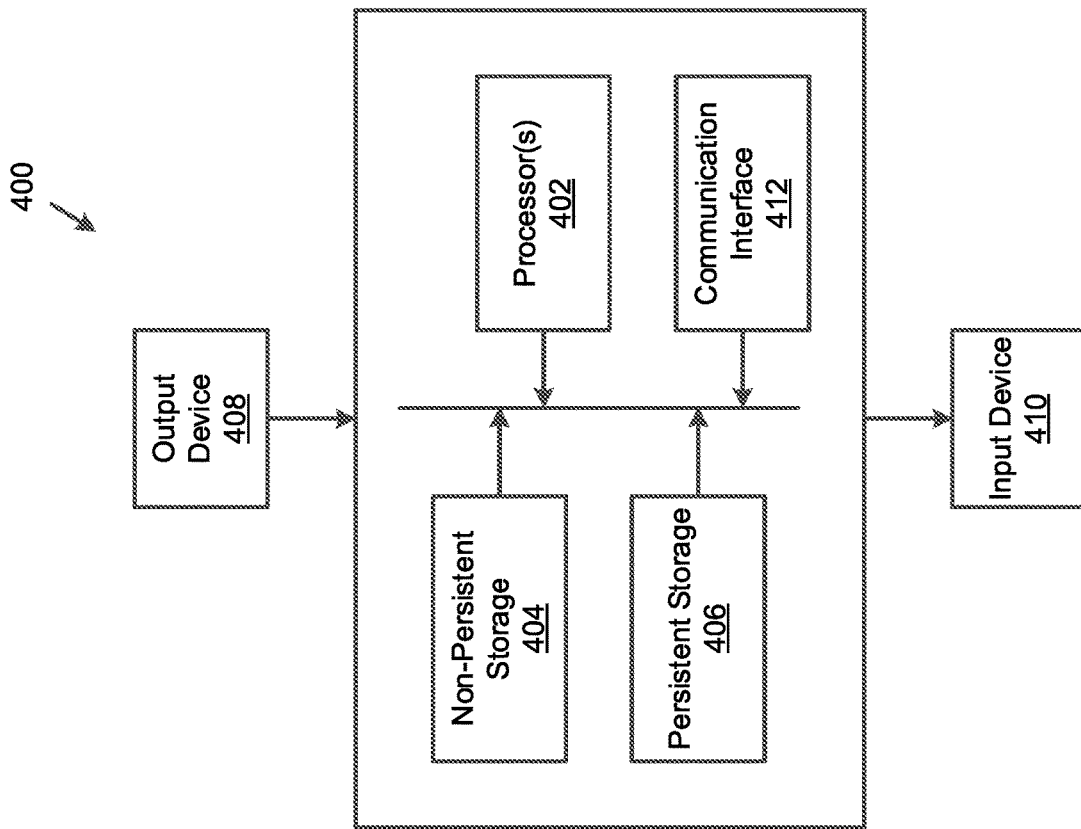 400
Output
Device
408
Non-Persistent
Storage
404
Processor(s)
402
Persistent Storage
406
Communication
Interface
412
Input Device
410